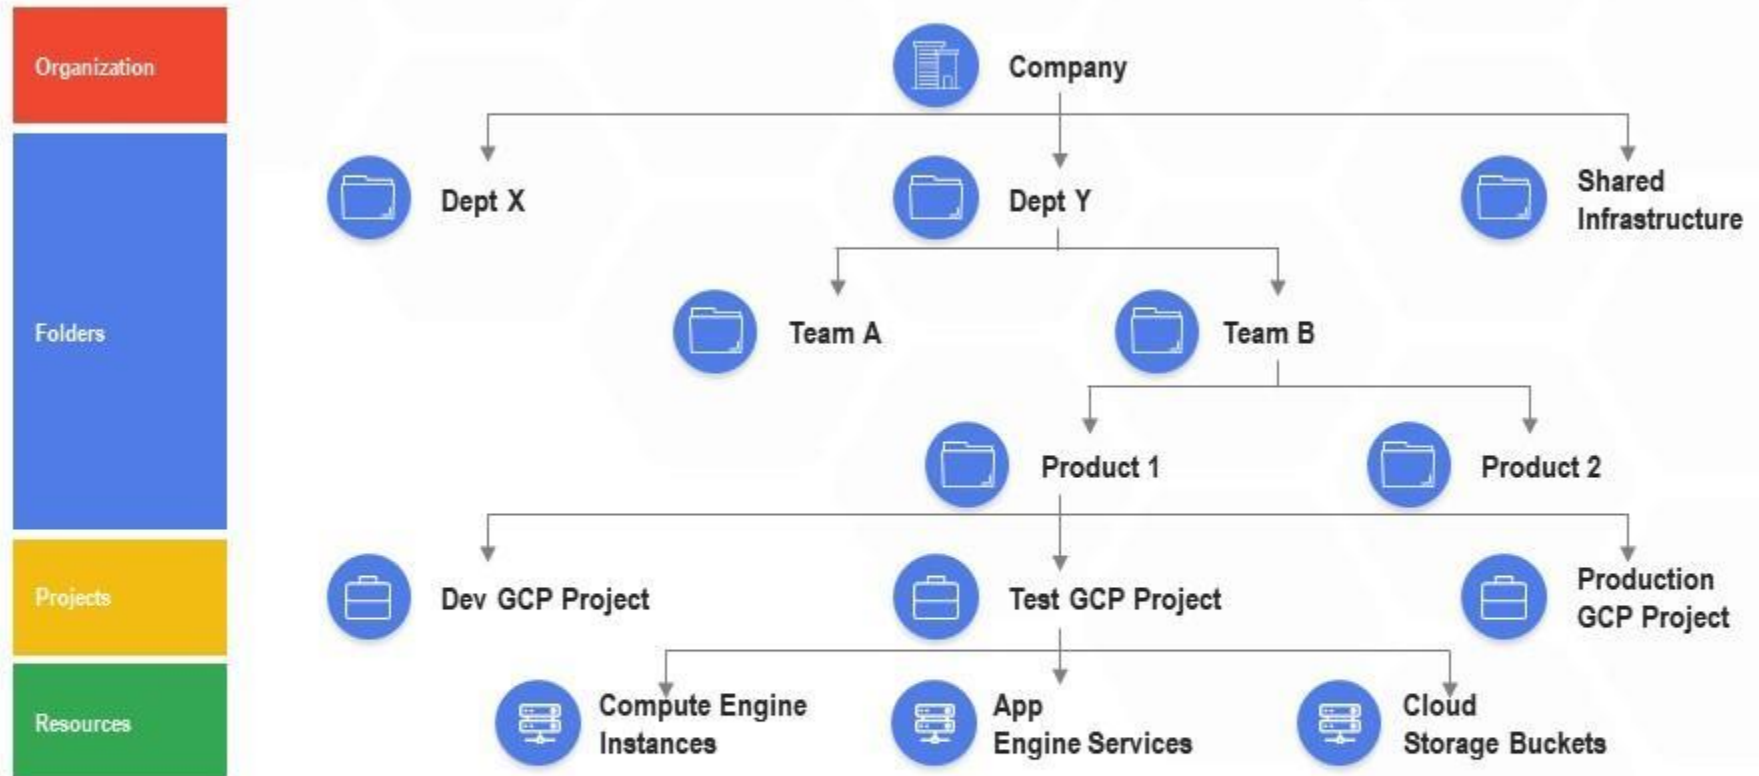 Organization
Company
Dept X
Dept Y
Shared
Infrastructure
Folders
Team A
Team B
Product 1
Product 2
Projects
Dev GCP Project
Test GCP Project
Production
GCP Project
Resources
Compute Engine
Instances
App
Engine Services
Cloud
Storage Buckets